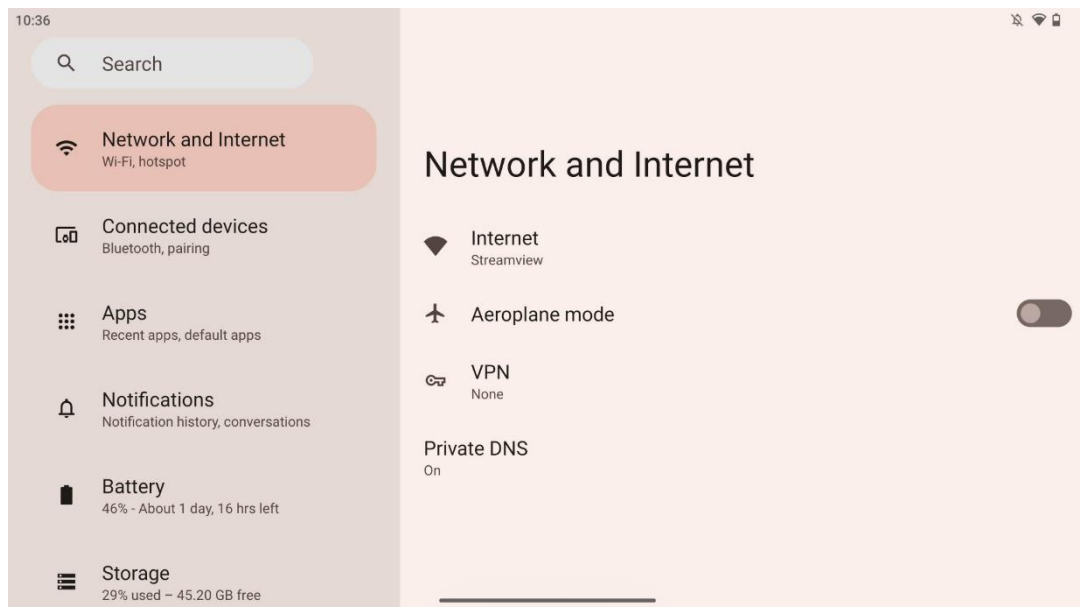 10:36
Search
Network and Internet
Wi-Fi, hotspot
Connected devices
Bluetooth, pairing
Apps
Recent apps, default apps
Notifications
Notification history, conversations
Battery
46% - About 1 day, 16 hrs left
Storage
29% used – 45.20 GB free
Network and Internet
Internet
Streamview
Aeroplane mode
VPN
None
Private DNS
On